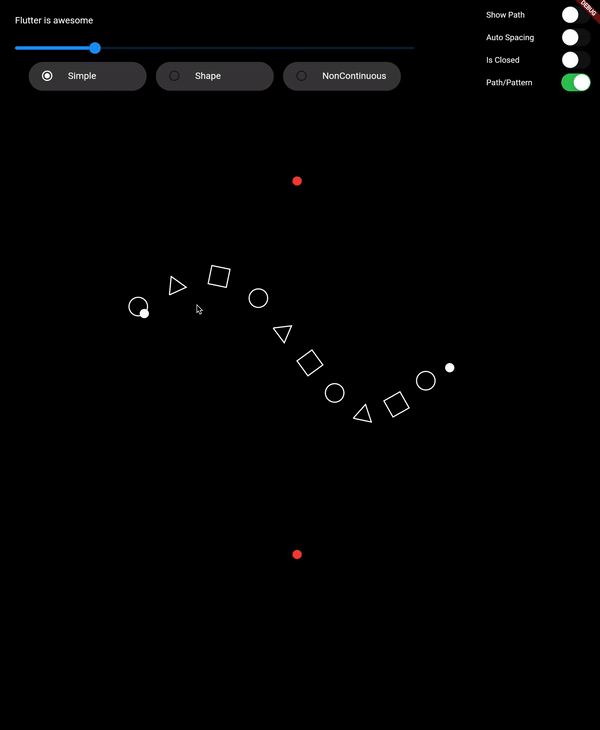 Flutter is awesome
Show Path
Auto Spacing
Is Closed
Path/Pattern
Simple
Shape
NonContinuous
DEBUG